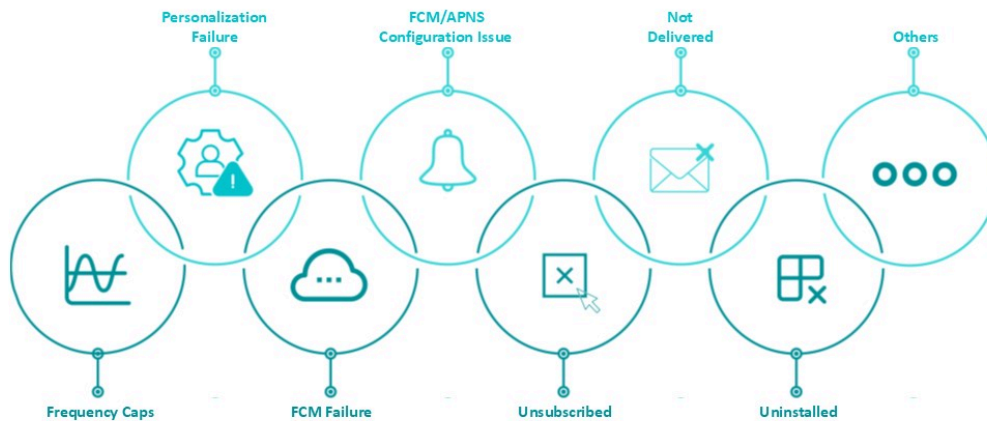 Personalization
Failure
FCM/APNS
Configuration Issue
Not
Delivered
Others
Frequency Caps
FCM Failure
Unsubscribed
Uninstalled